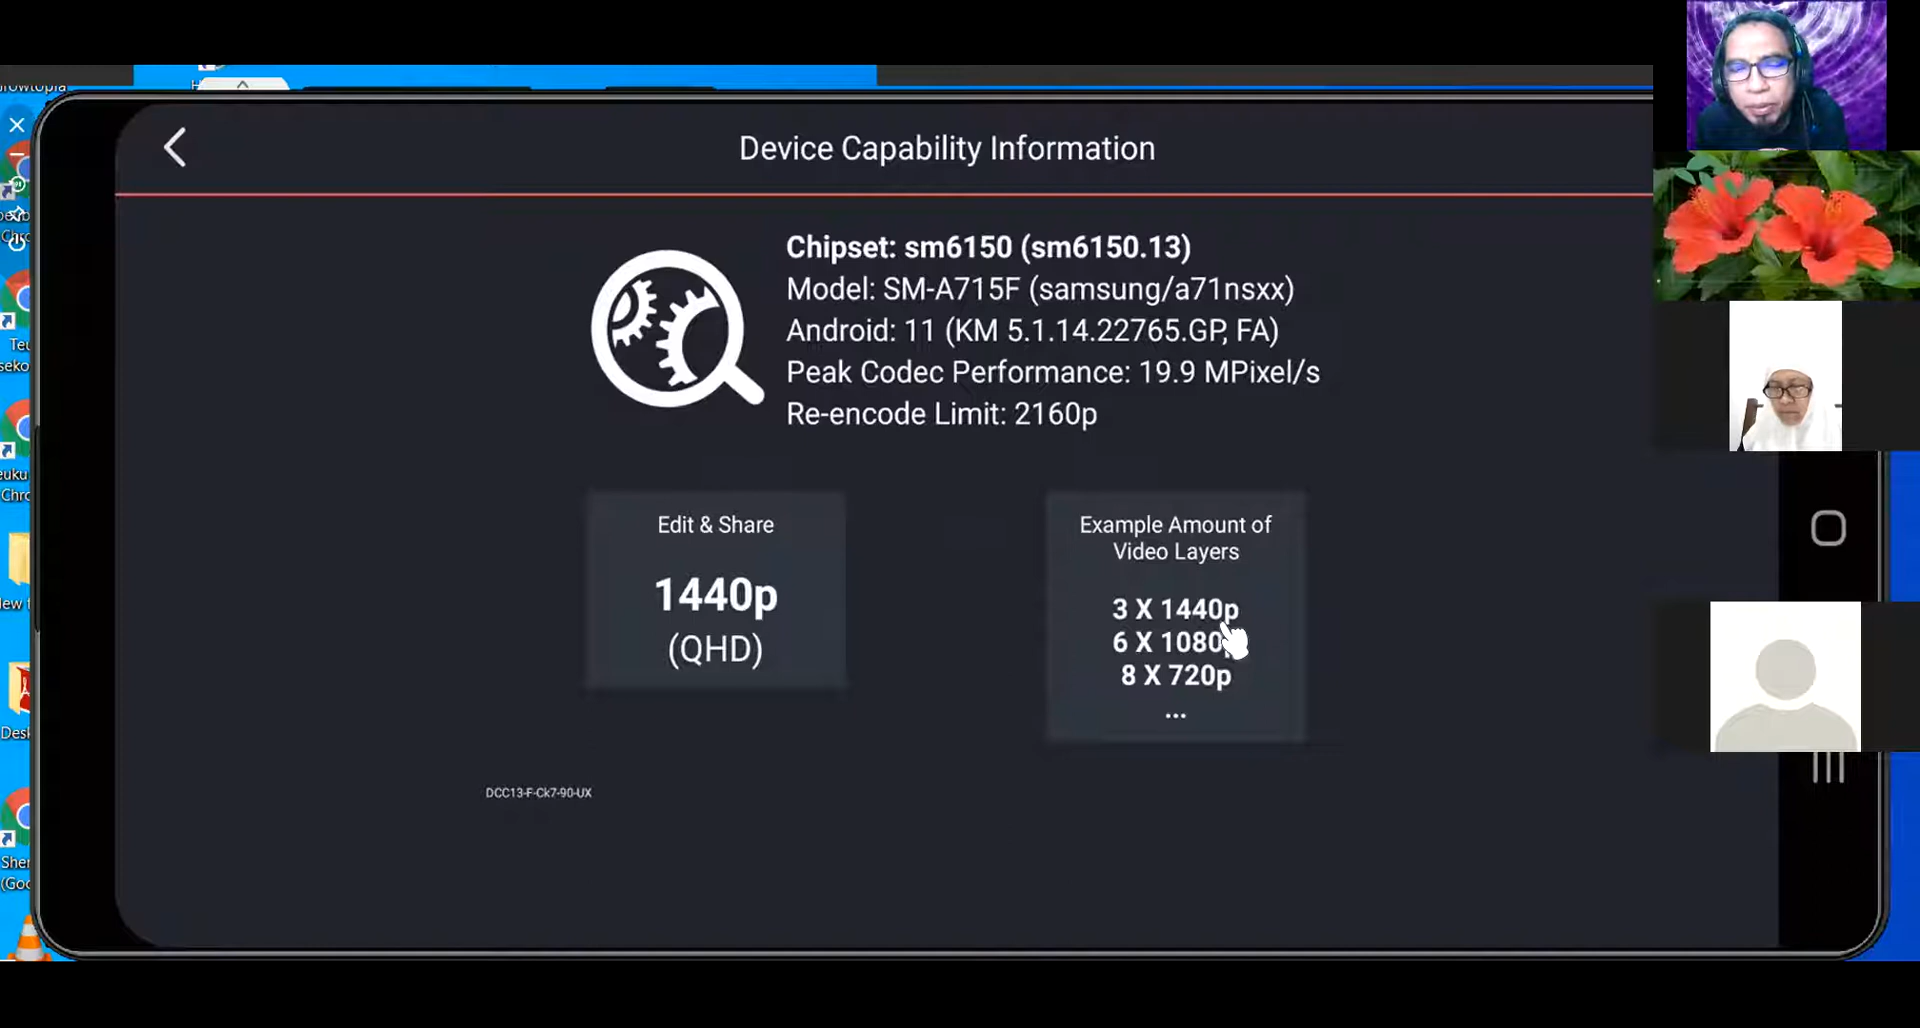 Device Capability Information
Chipset: sm6150 (sm6150.13)
Model: SM-A715F (samsung/a71nsxx)
Android: 11 (KM 5.1.14.22765.GP, FA)
Peak Codec Performance: 19.9 MPixel/s
Re-encode Limit: 2160p
Edit & Share
1440p
(QHD)
Example Amount of
Video Layers
3 X 1440p
6 X 1080p
8 X 720p
...
DCC13-F-Ck7-90-UX